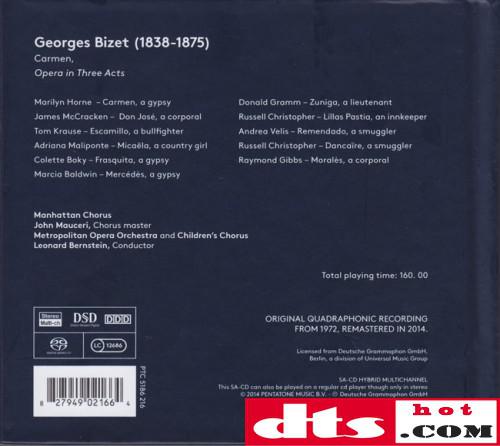 Georges Bizet (1838-1875)
Carmen,
Opera in Three Acts
Marilyn Horne – Carmen, a gypsy
James McCracken – Don José, a corporal
Tom Krause – Escamillo, a bullfighter
Adriana Maliponte – Micaëla, a country girl
Colette Boky – Frasquita, a gypsy
Marcia Baldwin – Mercédès, a gypsy
Donald Gramm – Zuniga, a lieutenant
Russell Christopher – Lillas Pastia, an innkeeper
Andrea Velis – Remendado, a smuggler
Russell Christopher – Dancaïre, a smuggler
Raymond Gibbs – Moralès, a corporal
Manhattan Chorus
John Mauceri, Chorus master
Metropolitan Opera Orchestra and Children's Chorus
Leonard Bernstein, Conductor
Total playing time: 160. 00
Stereo
Multi-ch
DSD
DDD
LC 12686
ORIGINAL QUADRAPHONIC RECORDING
FROM 1972, REMASTERED IN 2014.
Licensed from Deutsche Grammophon GmbH,
Berlin, a division of Universal Music Group
SA-CD HYBRID MULTICHANNEL
This SA-CD can also be played on a regular cd player though only in
© 2014 PENTATONE MUSIC B.V. - ℗ Deutsche Grammophon GmbH
PTC 5186 216
8 27949 02166 4
dts
hot
.COM